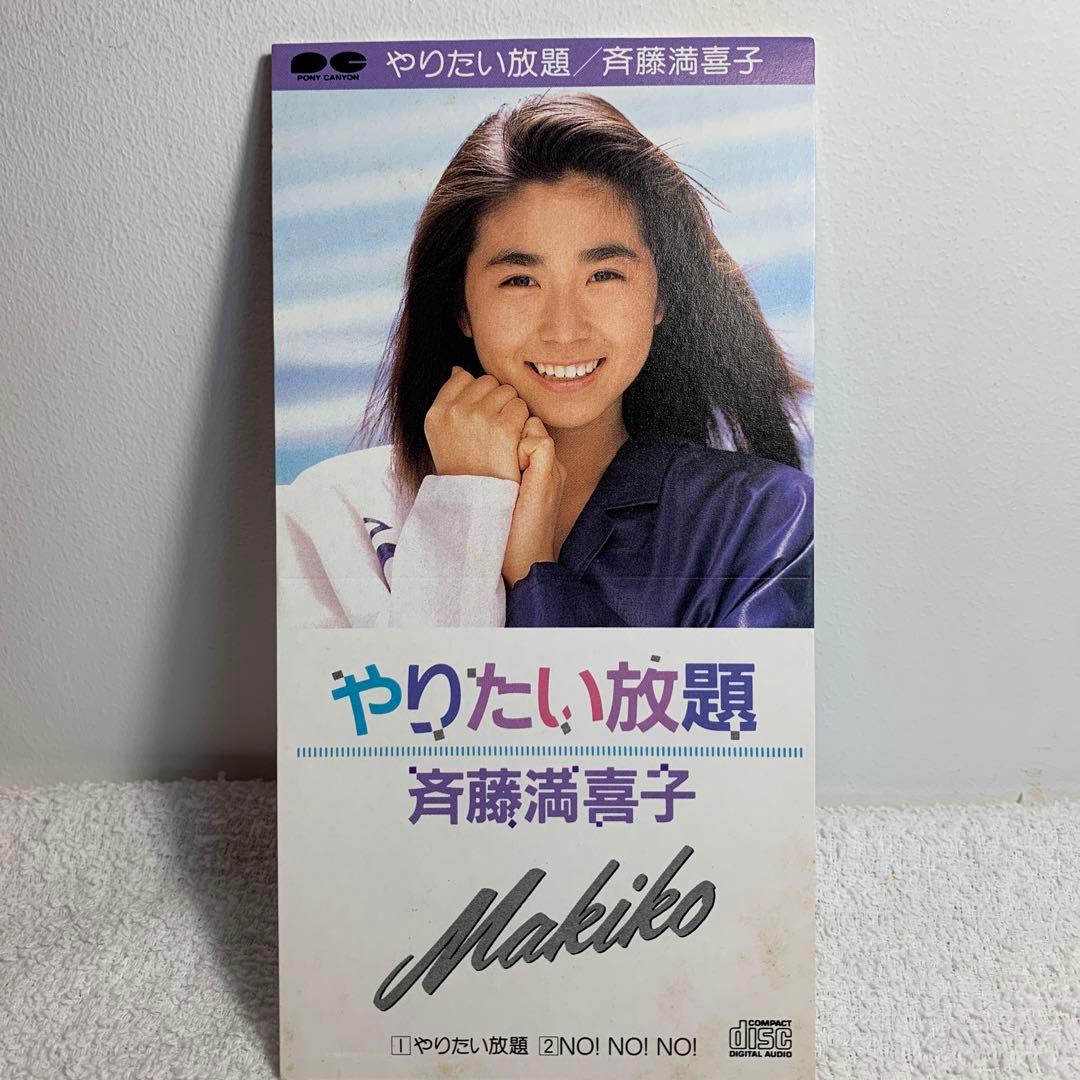 PONY CANYON
やりたい放題／斉藤満喜子
やりたい放題
斉藤満喜子
Makiko
1やりたい放題 2NO! NO! NO!
COMPACT
disc
DIGITAL AUDIO